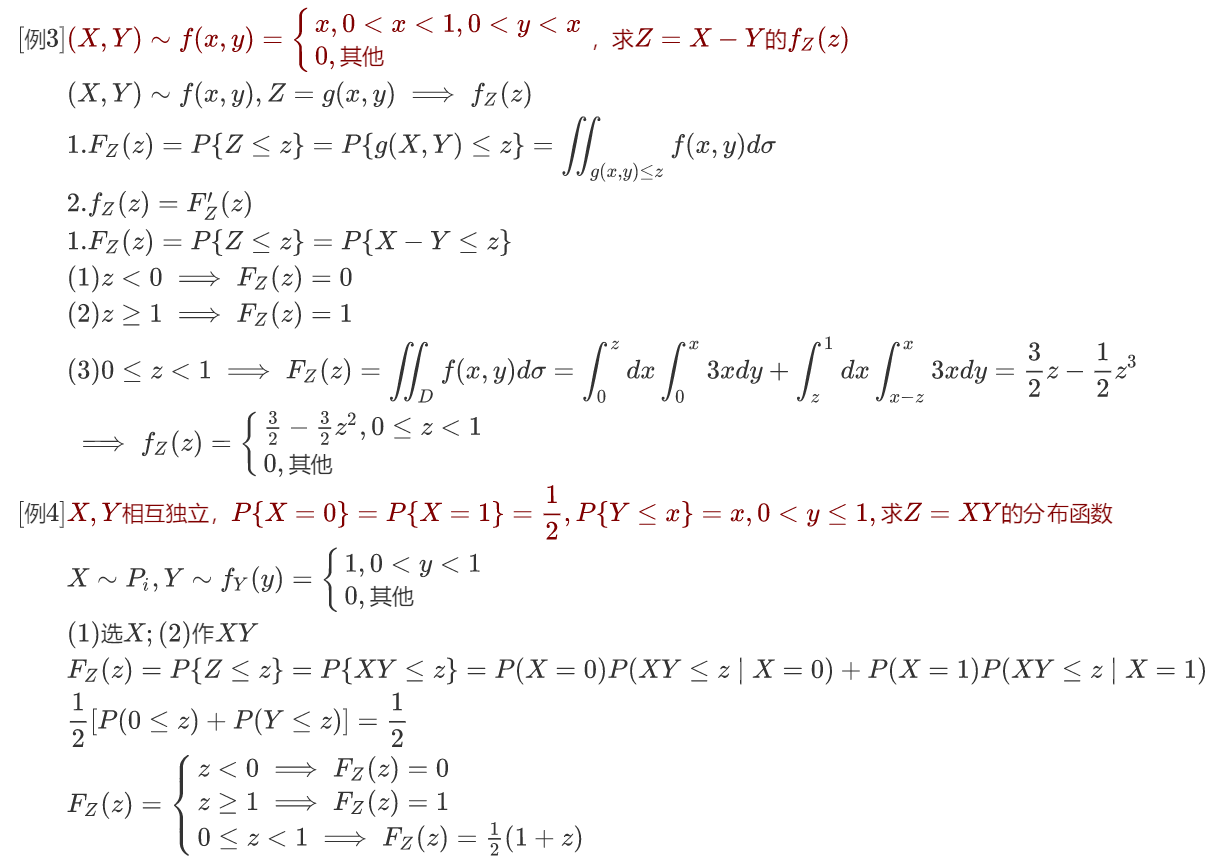 [例3](X,Y) ∼ f(x,y) = { x, 0 < x < 1, 0 < y < x ; 0, 其他 ，求Z = X − Y的f_Z(z)
(X,Y) ∼ f(x,y), Z = g(x,y) ⟹ f_Z(z)
1.F_Z(z) = P{Z ≤ z} = P{g(X,Y) ≤ z} = ∬_{g(x,y)≤z} f(x,y)dσ
2.f_Z(z) = F′_Z(z)
1.F_Z(z) = P{Z ≤ z} = P{X − Y ≤ z}
(1)z < 0 ⟹ F_Z(z) = 0
(2)z ≥ 1 ⟹ F_Z(z) = 1
(3)0 ≤ z < 1 ⟹ F_Z(z) = ∬_D f(x,y)dσ = ∫_0^z dx ∫_0^x 3xdy + ∫_z^1 dx ∫_{x−z}^x 3xdy = 3/2 z − 1/2 z^3
⟹ f_Z(z) = { 3/2 − 3/2 z^2, 0 ≤ z < 1 ; 0, 其他
[例4]X,Y相互独立，P{X = 0} = P{X = 1} = 1/2, P{Y ≤ x} = x, 0 < y ≤ 1, 求Z = XY的分布函数
X ∼ P_i, Y ∼ f_Y(y) = { 1, 0 < y < 1 ; 0, 其他
(1)选X; (2)作XY
F_Z(z) = P{Z ≤ z} = P{XY ≤ z} = P(X = 0)P(XY ≤ z | X = 0) + P(X = 1)P(XY ≤ z | X = 1)
1/2 [P(0 ≤ z) + P(Y ≤ z)] = 1/2
F_Z(z) = { z < 0 ⟹ F_Z(z) = 0
z ≥ 1 ⟹ F_Z(z) = 1
0 ≤ z < 1 ⟹ F_Z(z) = 1/2 (1 + z)